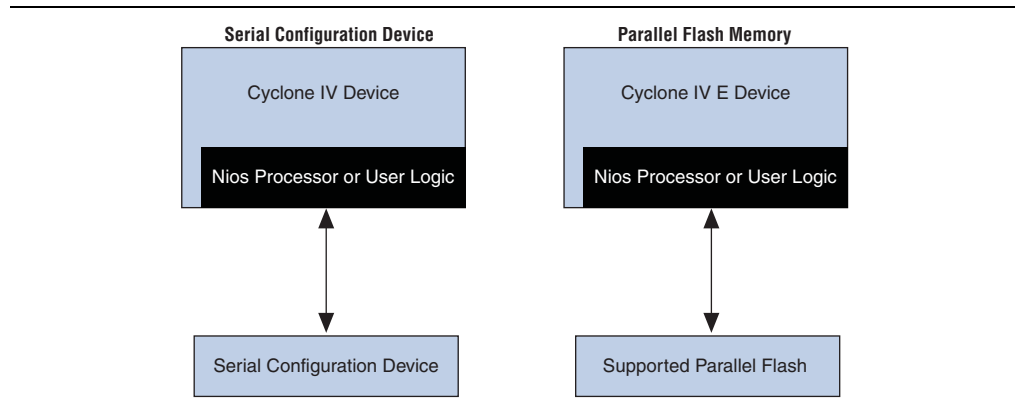 Serial Configuration Device
Parallel Flash Memory
Cyclone IV Device
Cyclone IV E Device
Nios Processor or User Logic
Nios Processor or User Logic
Serial Configuration Device
Supported Parallel Flash